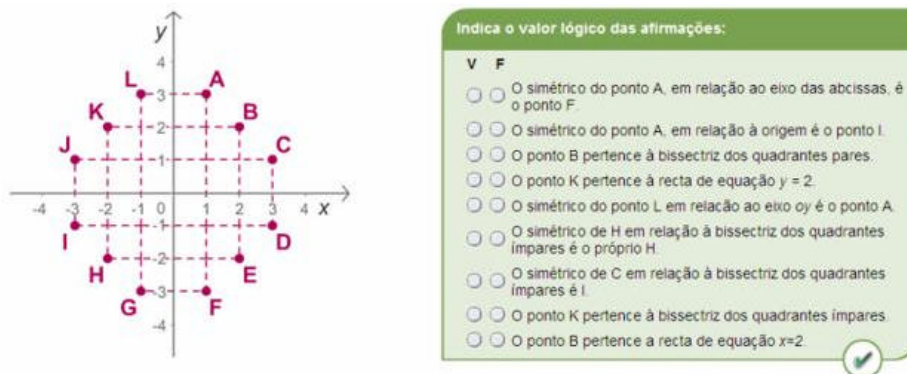 y
4
L
A
3
K
B
2
J
C
1
-4 -3 -2 -1 0 1 2 3 4 x
-1
I
D
-2
H
E
-3
G
F
-4
Indica o valor lógico das afirmações:
V F
O simétrico do ponto A, em relação ao eixo das abcissas, é
o ponto F.
O simétrico do ponto A, em relação à origem é o ponto I.
O ponto B pertence à bissectriz dos quadrantes pares.
O ponto K pertence à recta de equação y = 2.
O simétrico do ponto L em relacão ao eixo oy é o ponto A.
O simétrico de H em relação à bissectriz dos quadrantes
ímpares é o próprio H.
O simétrico de C em relação à bissectriz dos quadrantes
ímpares é I.
O ponto K pertence à bissectriz dos quadrantes ímpares.
O ponto B pertence a recta de equação x=2.